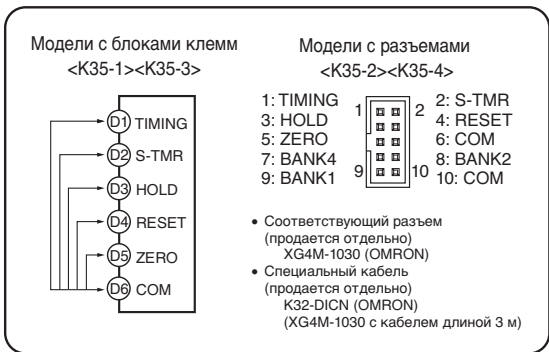 Модели с блоками клемм
<K35-1><K35-3>
D1 TIMING
D2 S-TMR
D3 HOLD
D4 RESET
D5 ZERO
D6 COM
Модели с разъемами
<K35-2><K35-4>
1: TIMING 1 2 2: S-TMR
3: HOLD 4: RESET
5: ZERO 6: COM
7: BANK4 8: BANK2
9: BANK1 9 10 10: COM
• Соответствующий разъем
(продается отдельно)
XG4M-1030 (OMRON)
• Специальный кабель
(продается отдельно)
K32-DICN (OMRON)
(XG4M-1030 с кабелем длиной 3 м)